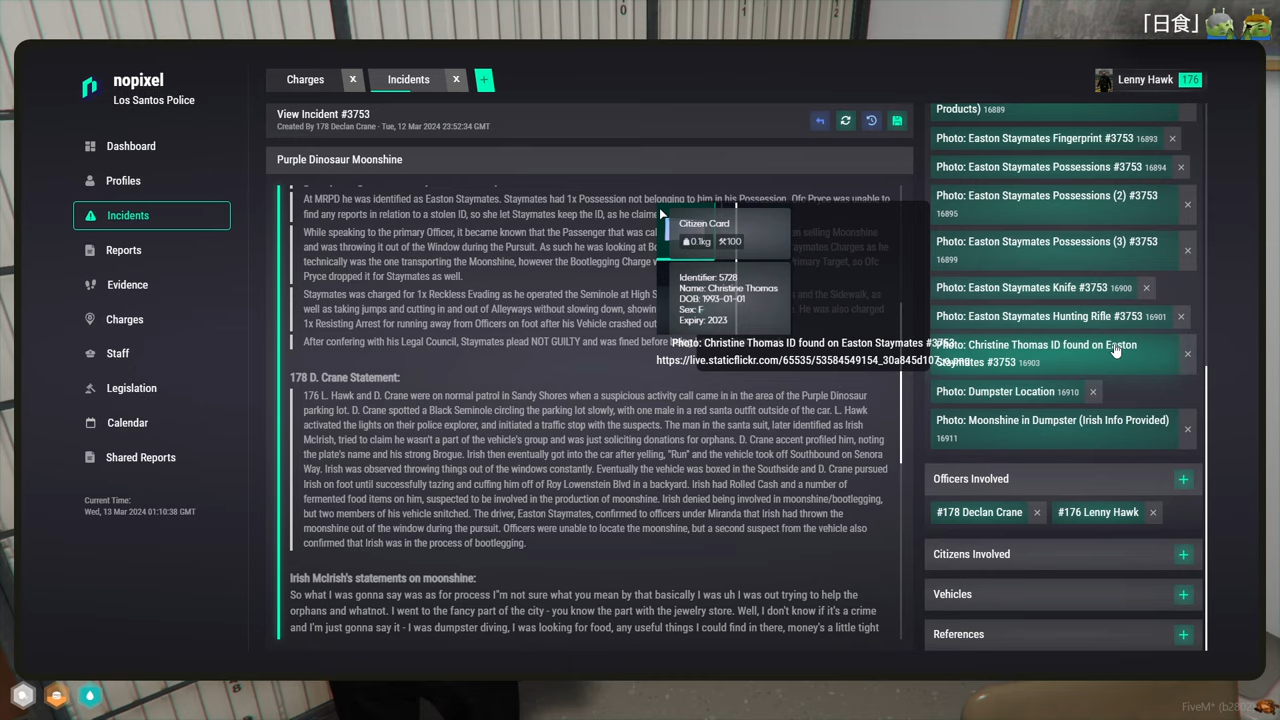 「日食」
nopixel
Los Santos Police
Dashboard
Profiles
Incidents
Reports
Evidence
Charges
Staff
Legislation
Calendar
Shared Reports
Current Time:
Wed, 13 Mar 2024 01:10:38 GMT
Charges x
Incidents x
+
Lenny Hawk 176
View Incident #3753
Created By 178 Declan Crane - Tue, 12 Mar 2024 23:52:34 GMT
Purple Dinosaur Moonshine
At MRPD he was identified as Easton Staymates. Staymates had 1x Possession not belonging to him in his Possession. Ofc Pryce was unable to
find any reports in relation to a stolen ID, so she let Staymates keep the ID, as he claime
While speaking to the primary Officer, it became known that the Passenger that was cal m selling Moonshine
and was throwing it out of the Window during the Pursuit. As such he was looking at B aymates Charges as he
technically was the one transporting the Moonshine, however the Bootlegging Charge rimary Target, so Ofc
Pryce dropped it for Staymates as well.
Staymates was charged for 1x Reckless Evading as he operated the Seminole at High S and the Sidewalk, as
well as taking jumps and cutting in and out of Alleyways without slowing down, showin He was also charged
1x Resisting Arrest for running away from Officers on foot after his Vehicle crashed out
After confering with his Legal Council, Staymates plead NOT GUILTY and was fined before
178 D. Crane Statement:
176 L. Hawk and D. Crane were on normal patrol in Sandy Shores when a suspicious activity call came in in the area of the Purple Dinosaur
parking lot. D. Crane spotted a Black Seminole circling the parking lot slowly, with one male in a red santa outfit outside of the car. L. Hawk
activated the lights on their police explorer, and initiated a traffic stop with the suspects. The man in the santa suit, later identified as Irish
McIrish, tried to claim he wasn't a part of the vehicle's group and was just soliciting donations for orphans. D. Crane accent profiled him, noting
the plate's name and his strong Brogue. Irish then eventually got into the car after yelling, "Run" and the vehicle took off Southbound on Senora
Way. Irish was observed throwing things out of the windows constantly. Eventually the vehicle was boxed in the Southside and D. Crane pursued
Irish on foot until successfully tazing and cuffing him off of Roy Lowenstein Blvd in a backyard. Irish had Rolled Cash and a number of
fermented food items on him, suspected to be involved in the production of moonshine. Irish denied being involved in moonshine/bootlegging,
but two members of his vehicle snitched. The driver, Easton Staymates, confirmed to officers under Miranda that Irish had thrown the
moonshine out of the window during the pursuit. Officers were unable to locate the moonshine, but a second suspect from the vehicle also
confirmed that Irish was in the process of bootlegging.
Irish McIrish's statements on moonshine:
So what I was gonna say was as for process I"m not sure what you mean by that basically I was uh I was out trying to help the
orphans and whatnot. I went to the fancy part of the city - you know the part with the jewelry store. Well, I don't know if it's a crime
and I'm just gonna say it - I was dumpster diving, I was looking for food, any useful things I could find in there, money's a little tight
Citizen Card
0.1kg 100
Identifier: 5728
Name: Christine Thomas
DOB: 1993-01-01
Sex: F
Expiry: 2023
Photo: Christine Thomas ID found on Easton Staymates #3753
https://live.staticflickr.com/65535/53584549154_30a845d107_o.png
Products) 16889
Photo: Easton Staymates Fingerprint #3753 16893 ×
Photo: Easton Staymates Possessions #3753 16894 ×
Photo: Easton Staymates Possessions (2) #3753
16895 ×
Photo: Easton Staymates Possessions (3) #3753
16899 ×
Photo: Easton Staymates Knife #3753 16900 ×
Photo: Easton Staymates Hunting Rifle #3753 16901 ×
Photo: Christine Thomas ID found on Easton
Staymates #3753 16903 ×
Photo: Dumpster Location 16910 ×
Photo: Moonshine in Dumpster (Irish Info Provided)
16911 ×
Officers Involved +
#178 Declan Crane × #176 Lenny Hawk ×
Citizens Involved +
Vehicles +
References +